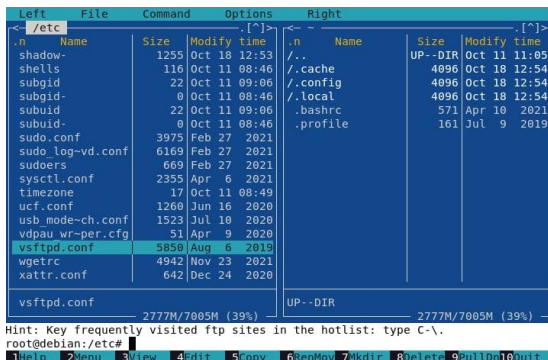 Left File Command Options Right
<- /etc .[^]> <- ~ .[^]>
.n Name Size Modify time .n Name Size Modify time
shadow- 1255 Oct 18 12:53 /.. UP--DIR Oct 11 11:05
shells 116 Oct 11 08:46 /.cache 4096 Oct 18 12:54
subgid 22 Oct 11 09:06 /.config 4096 Oct 18 12:54
subgid- 0 Oct 11 08:46 /.local 4096 Oct 18 12:54
subuid 22 Oct 11 09:06 .bashrc 571 Apr 10 2021
subuid- 0 Oct 11 08:46 .profile 161 Jul 9 2019
sudo.conf 3975 Feb 27 2021
sudo_log~vd.conf 6169 Feb 27 2021
sudoers 669 Feb 27 2021
sysctl.conf 2355 Apr 6 2021
timezone 17 Oct 11 08:49
ucf.conf 1260 Jun 16 2020
usb_mode~ch.conf 1523 Jul 10 2020
vdpau_wr~per.cfg 51 Apr 9 2020
vsftpd.conf 5850 Aug 6 2019
wgetrc 4942 Nov 23 2021
xattr.conf 642 Dec 24 2020
vsftpd.conf UP--DIR
2777M/7005M (39%) 2777M/7005M (39%)
Hint: Key frequently visited ftp sites in the hotlist: type C-\.
root@debian:/etc#
1Help 2Menu 3View 4Edit 5Copy 6RenMov 7Mkdir 8Delete 9PullDn 10Quit